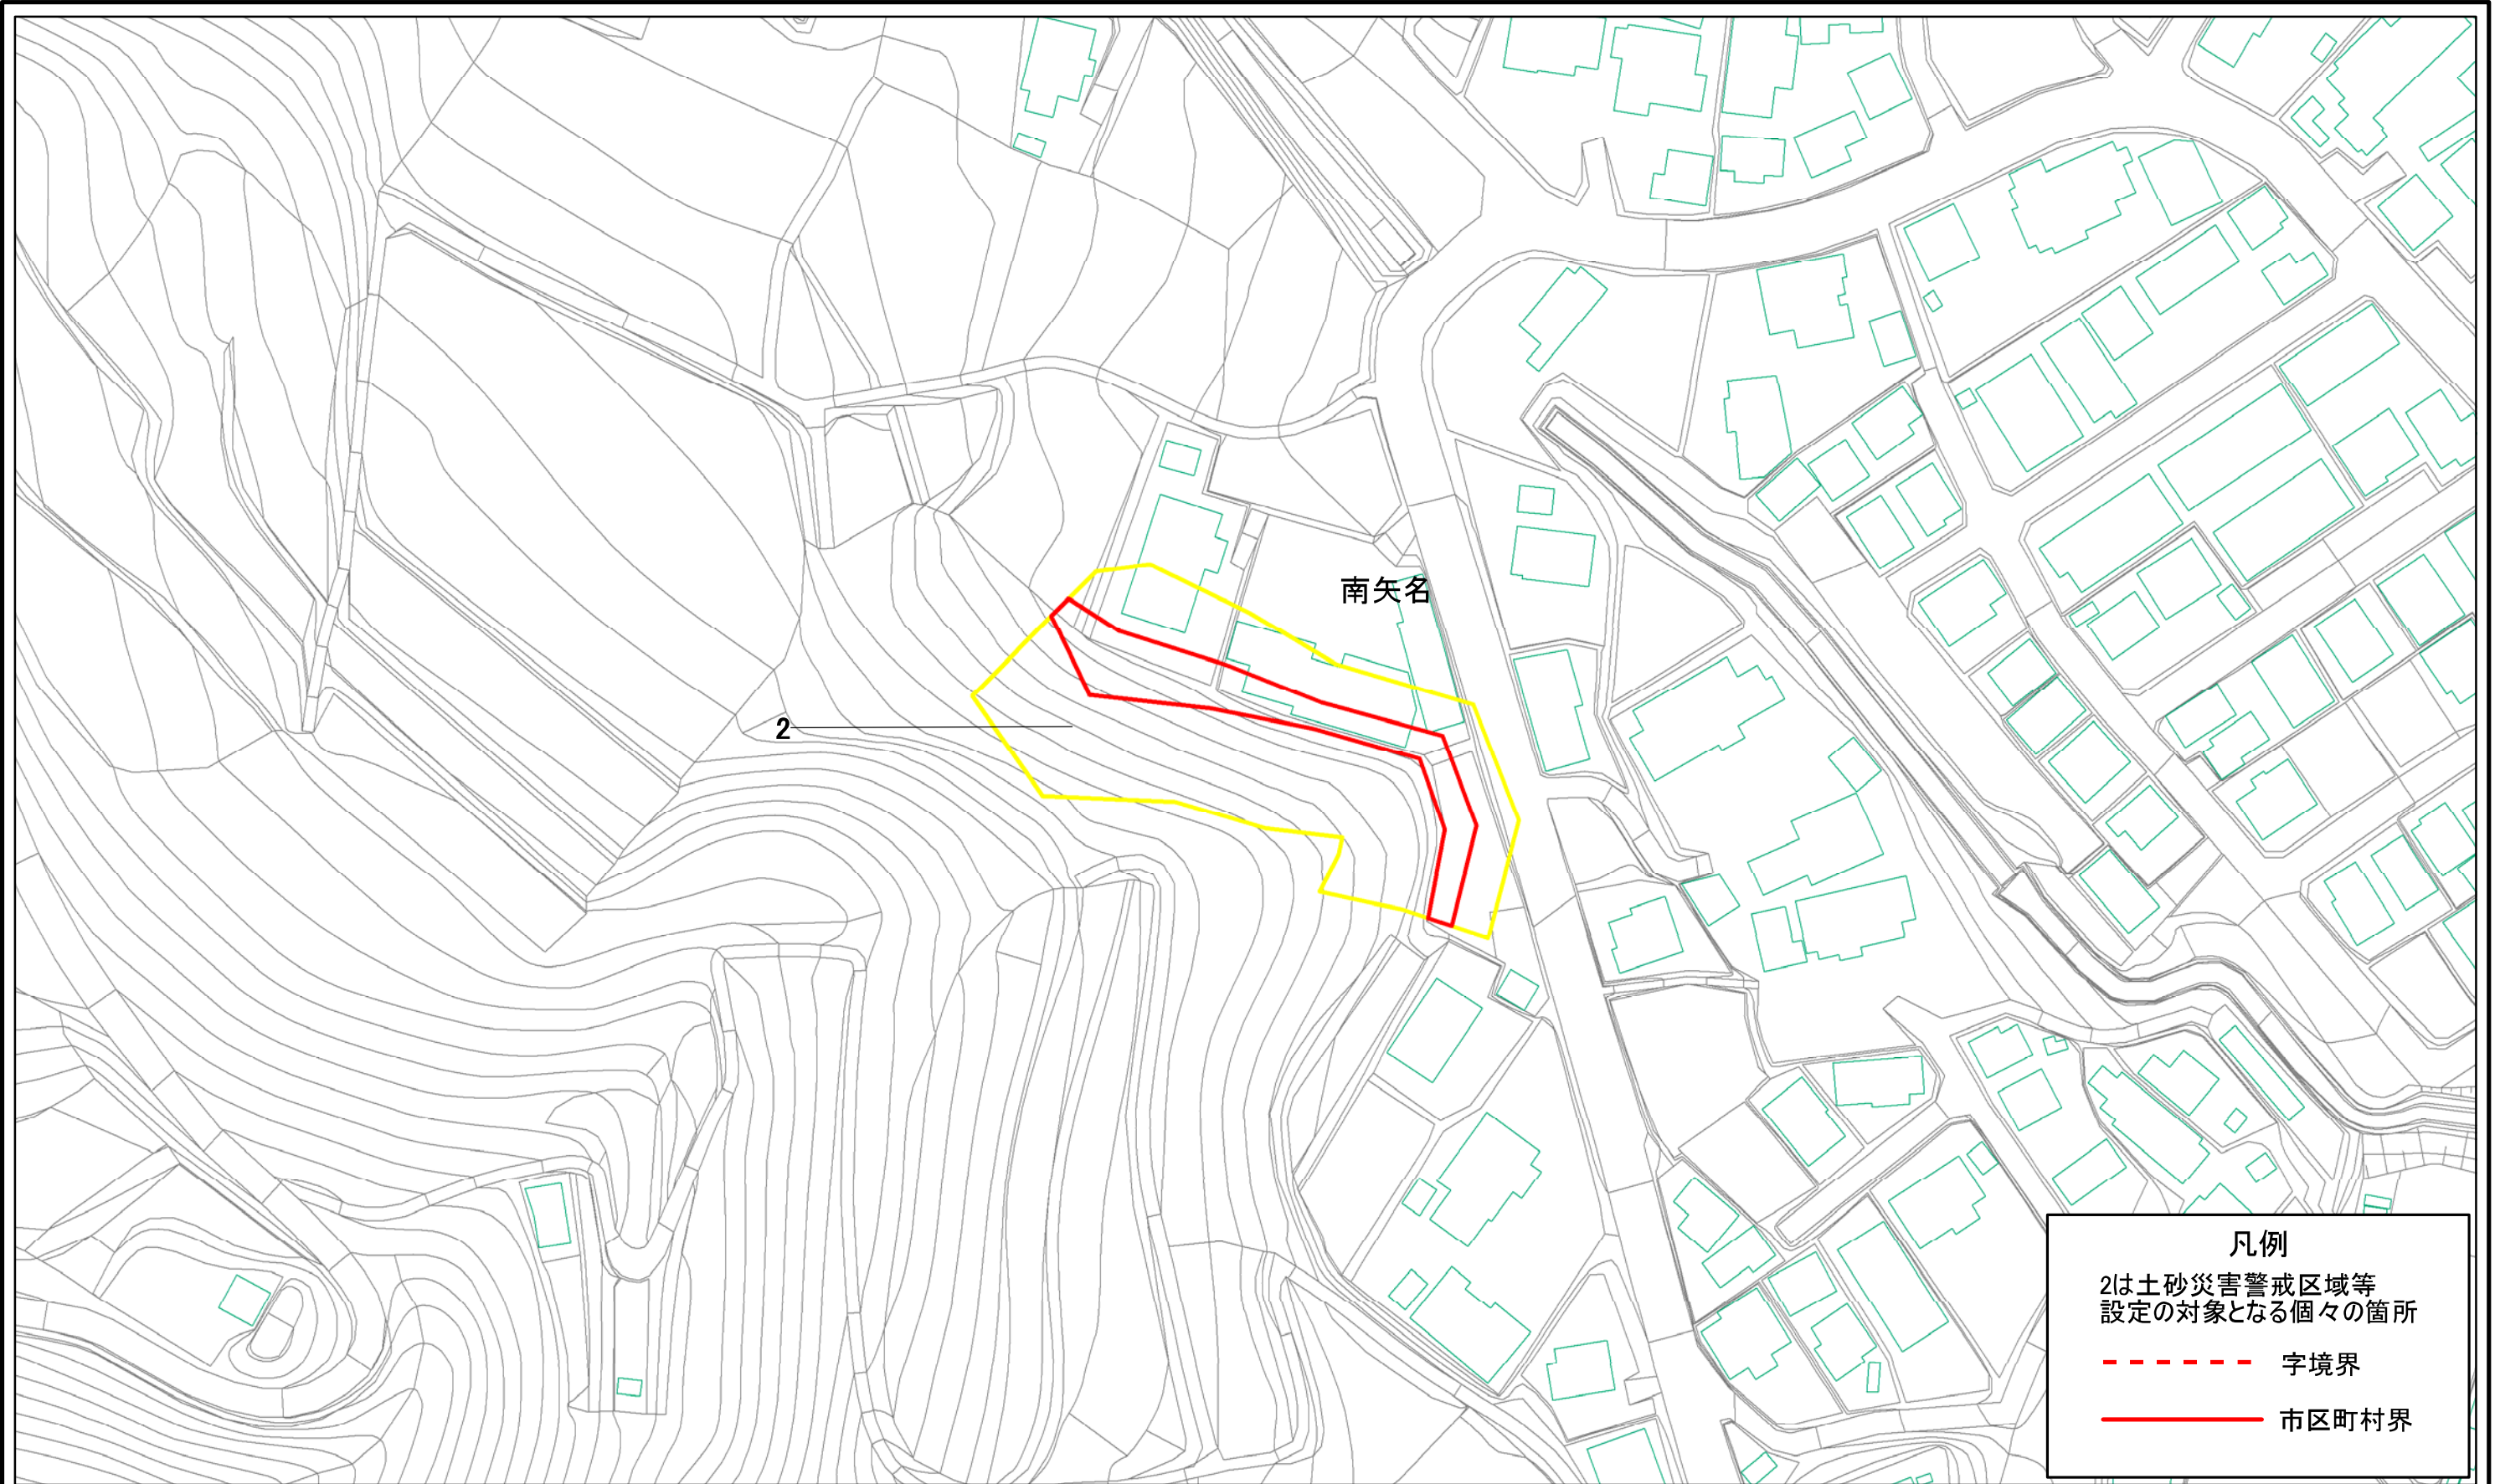 南矢名
2
凡例
2は土砂災害警戒区域等
設定の対象となる個々の箇所
字境界
市区町村界